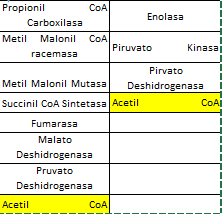 Propionil CoA
Carboxilasa
Metil Malonil CoA
racemasa
Metil Malonil Mutasa
Succinil CoA Sintetasa
Fumarasa
Malato
Deshidrogenasa
Pruvato
Deshidrogenasa
Acetil CoA
Enolasa
Piruvato Kinasa
Pirvato
Deshidrogenasa
Acetil CoA